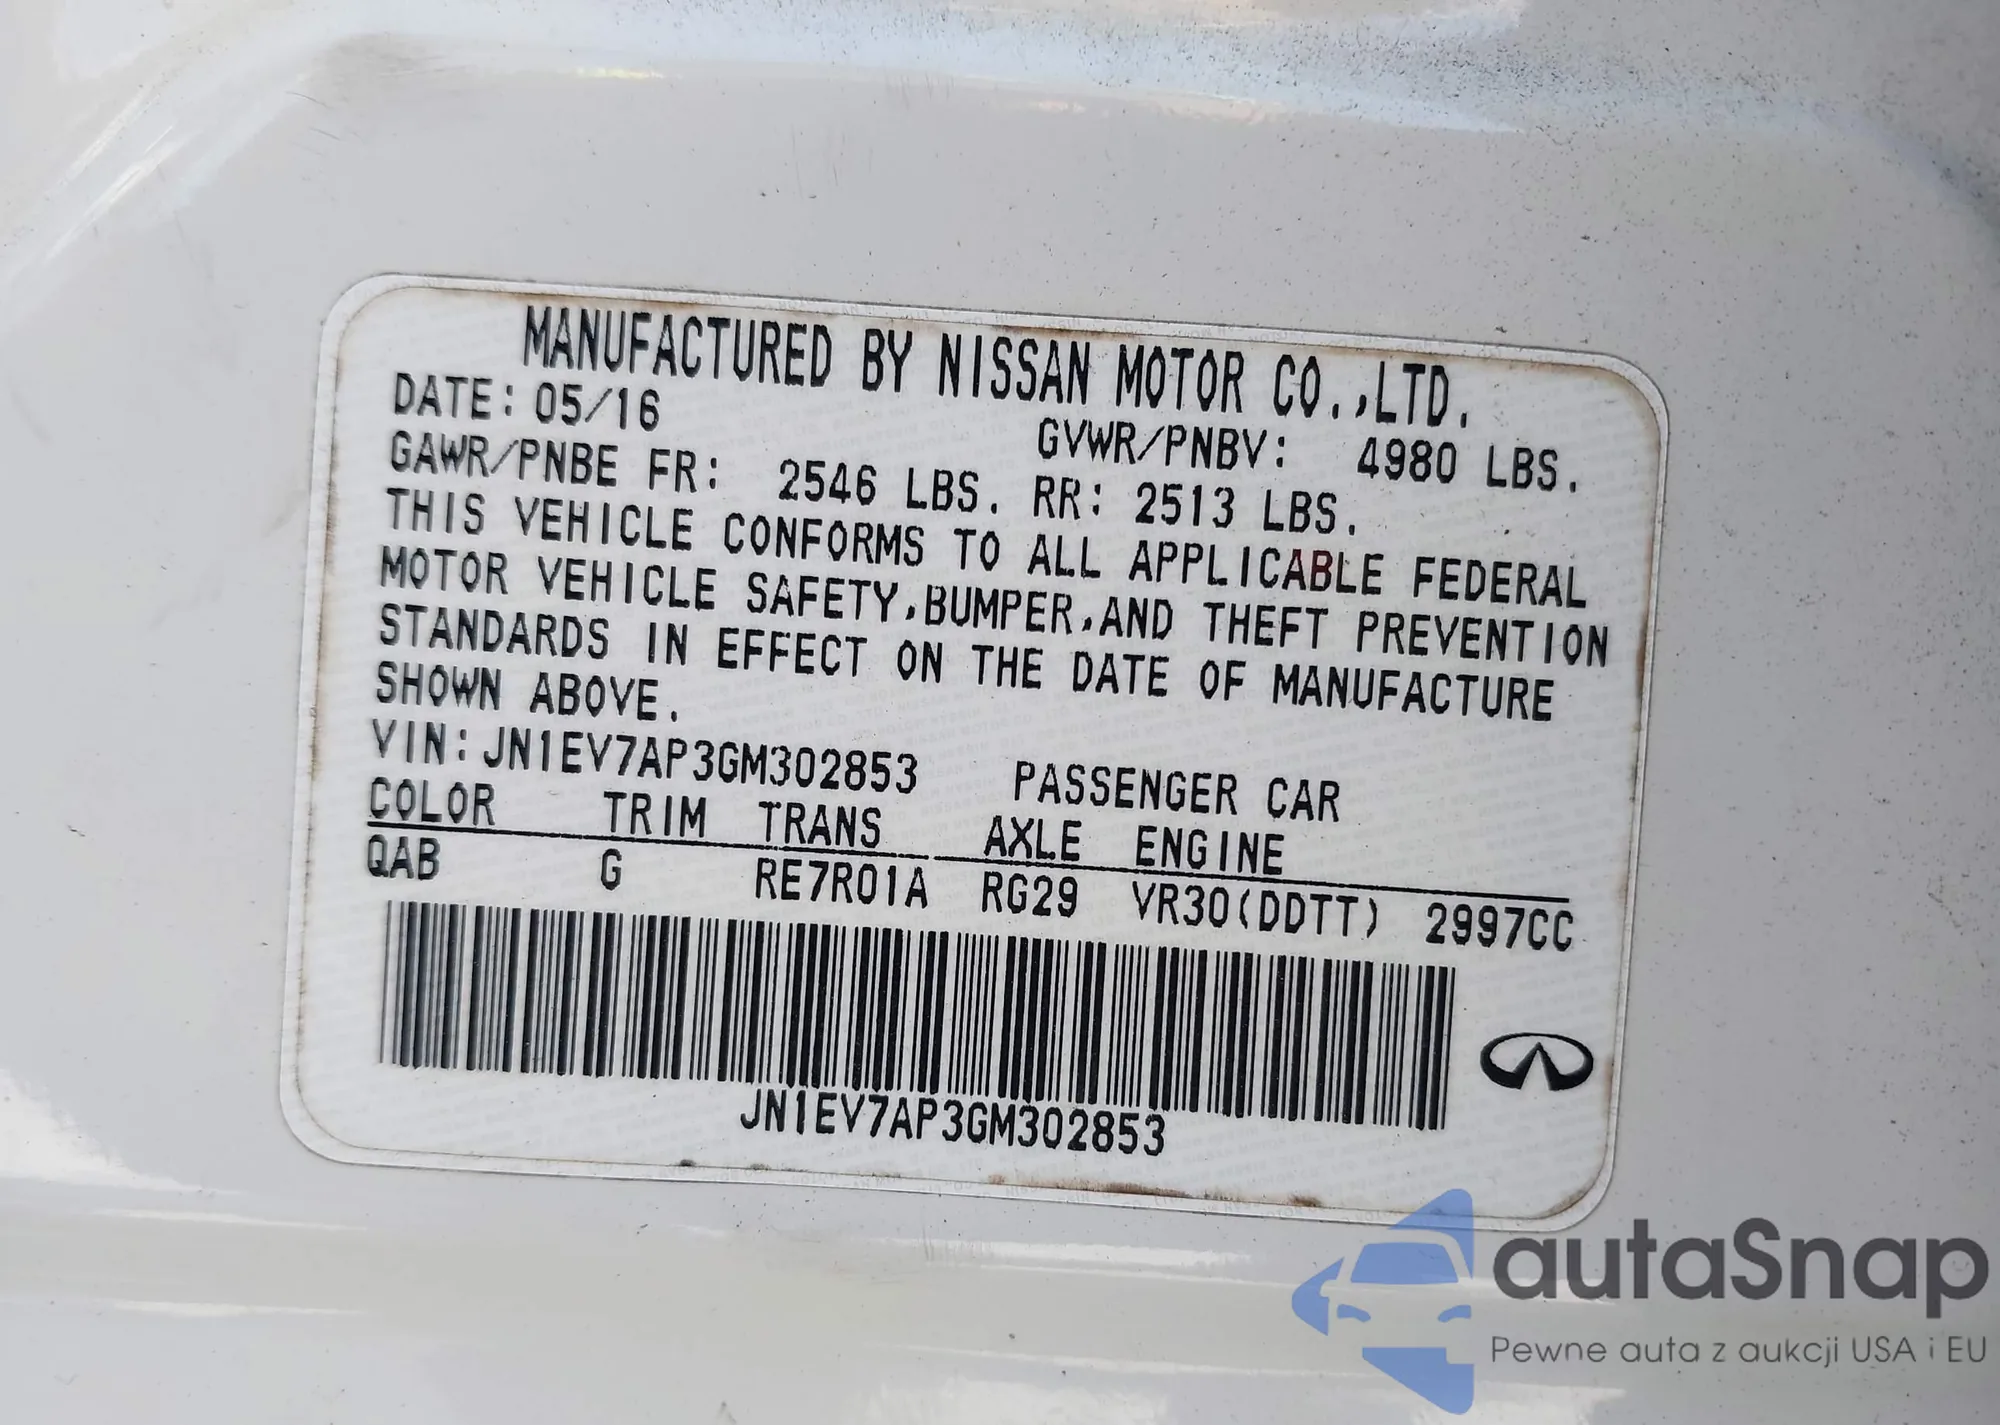 MANUFACTURED BY NISSAN MOTOR CO.,LTD.
DATE: 05/16 GVWR/PNBV: 4980 LBS.
GAWR/PNBE FR: 2546 LBS. RR: 2513 LBS.
THIS VEHICLE CONFORMS TO ALL APPLICABLE FEDERAL
MOTOR VEHICLE SAFETY,BUMPER,AND THEFT PREVENTION
STANDARDS IN EFFECT ON THE DATE OF MANUFACTURE
SHOWN ABOVE.
VIN: JN1EV7AP3GM302853 PASSENGER CAR
COLOR TRIM TRANS AXLE ENGINE
QAB G RE7R01A RG29 VR30(DDTT) 2997CC
JN1EV7AP3GM302853
autaSnap
Pewne auta z aukcji USA i EU